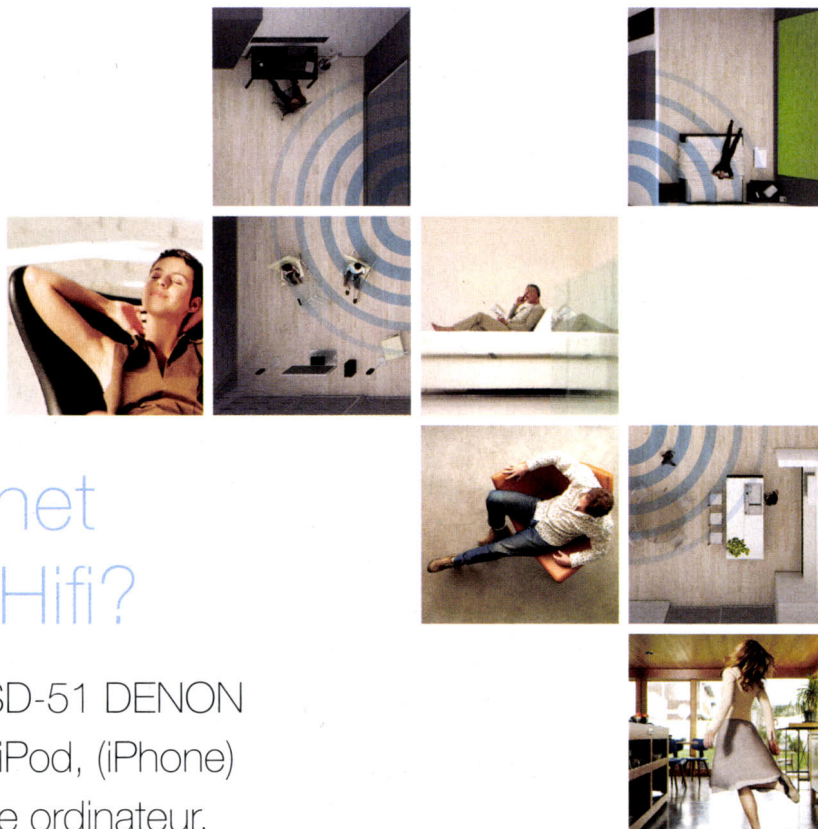 net
Hifi?
SD-51 DENON
iPod, (iPhone)
e ordinateur.